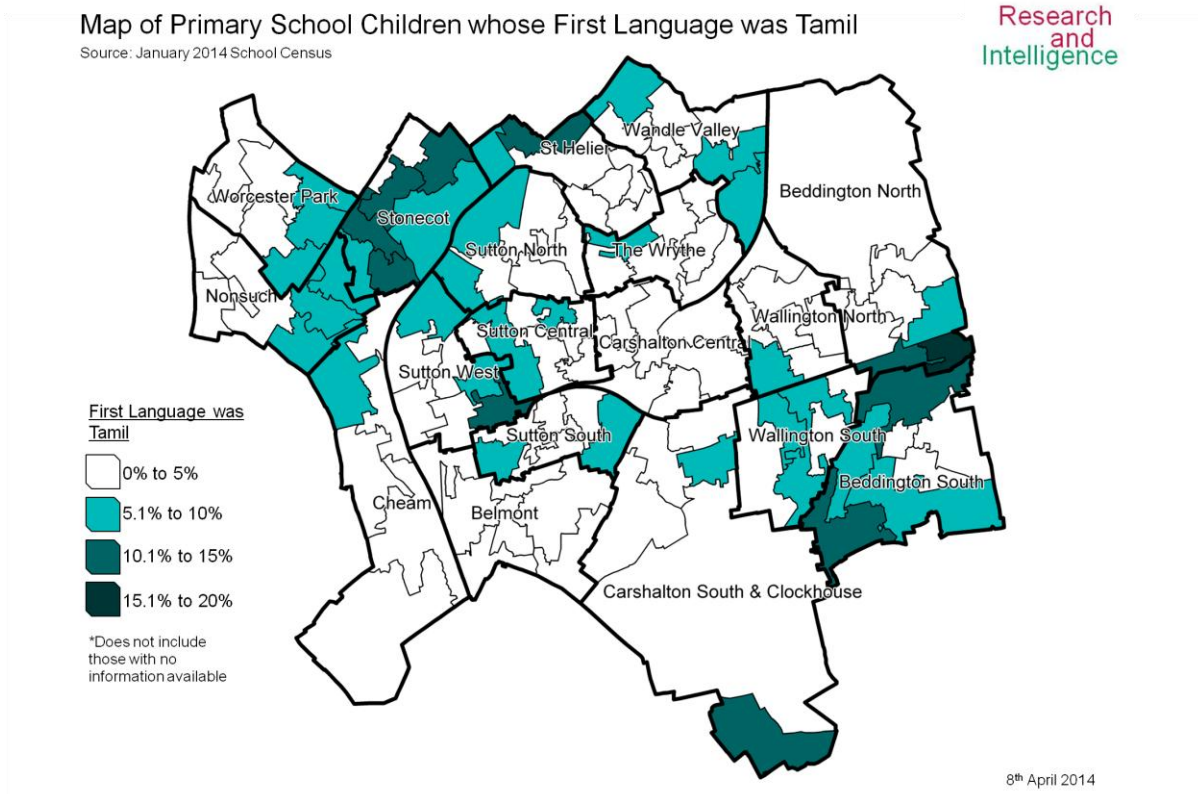 Map of Primary School Children whose First Language was Tamil
Source: January 2014 School Census
Research
and
Intelligence
Wandle Valley
St Helier
Worcester Park
Beddington North
Stonecot
Sutton North
The Wrythe
Nonsuch
Wallington North
Sutton Central
Carshalton Central
Sutton West
First Language was
Tamil
Sutton South
Wallington South
0% to 5%
Beddington South
Cheam
Belmont
5.1% to 10%
10.1% to 15%
Carshalton South & Clockhouse
15.1% to 20%
*Does not include
those with no
information available
8th April 2014